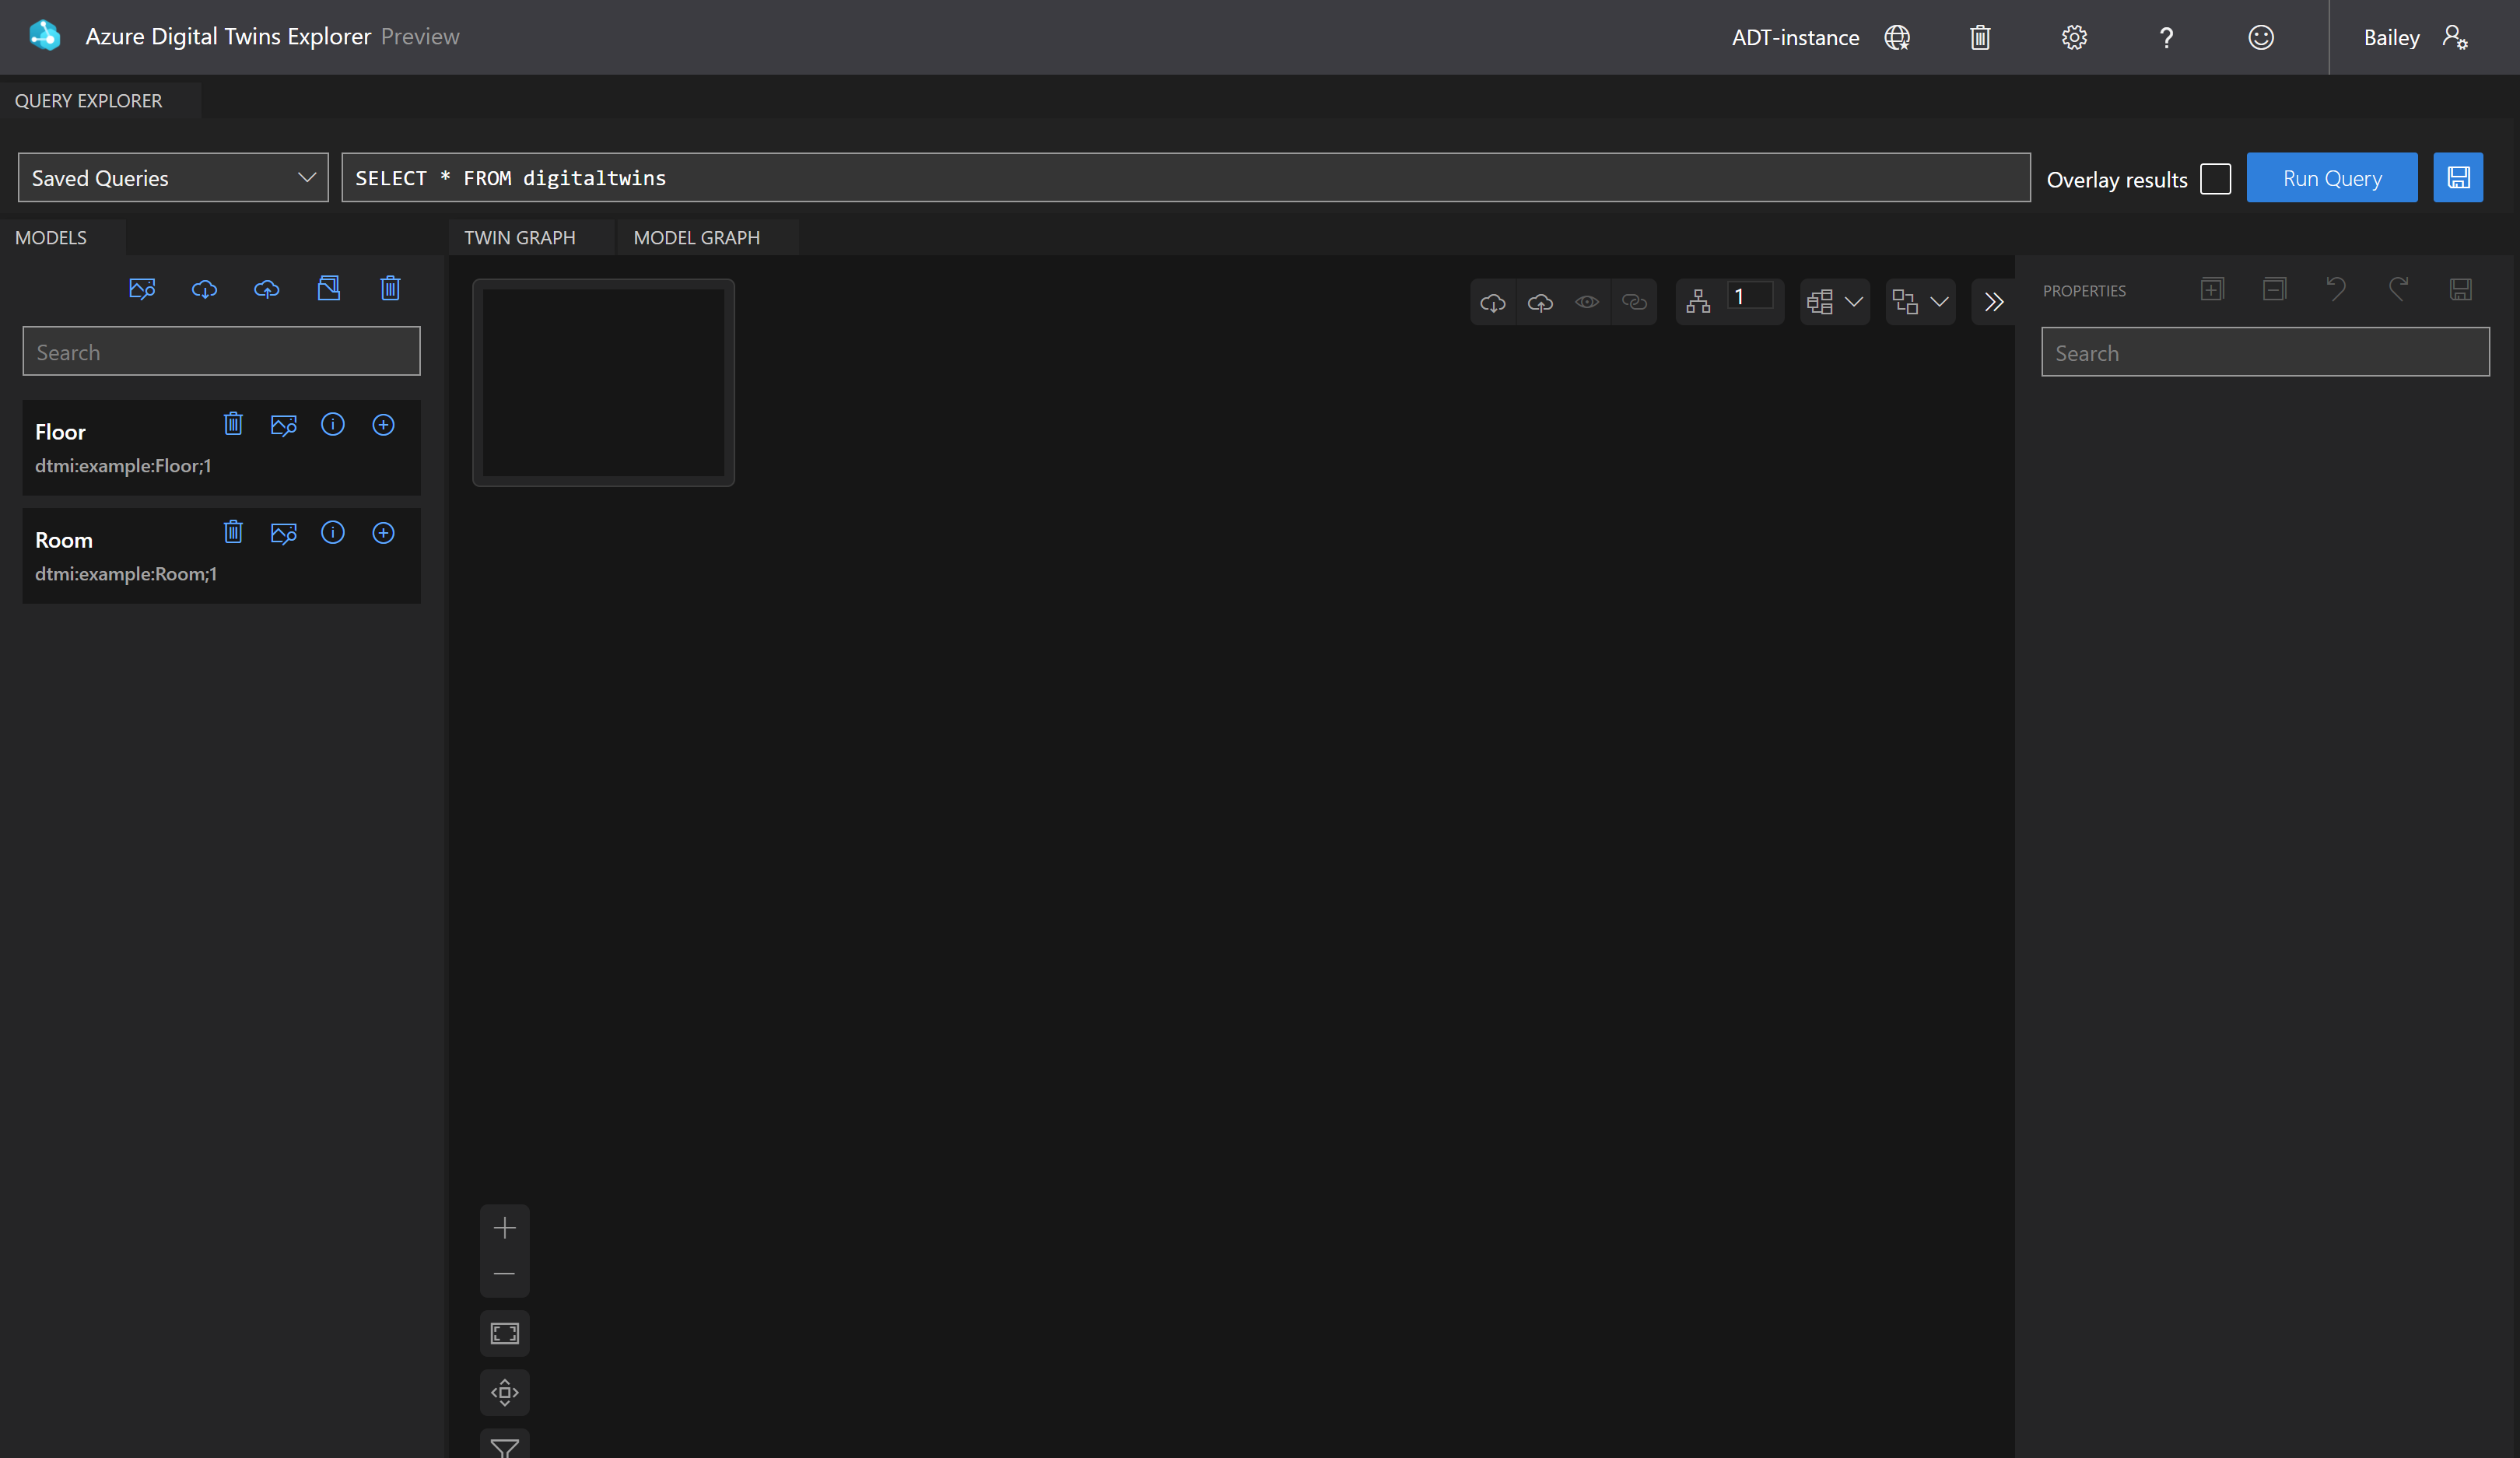 Azure Digital Twins Explorer Preview
ADT-instance
?
Bailey
QUERY EXPLORER
Saved Queries
SELECT * FROM digitaltwins
Overlay results
Run Query
MODELS
TWIN GRAPH
MODEL GRAPH
1
PROPERTIES
Search
Search
Floor
dtmi:example:Floor;1
Room
dtmi:example:Room;1